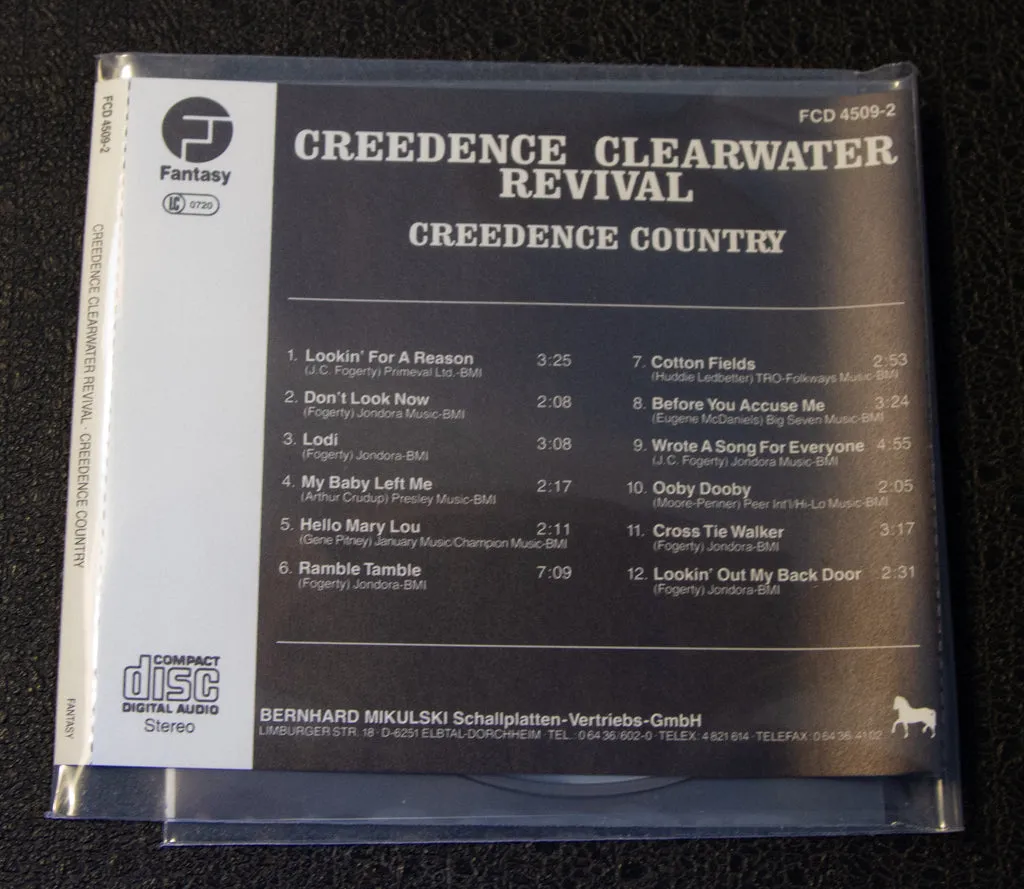 FCD 4509-2
CREEDENCE CLEARWATER REVIVAL · CREEDENCE COUNTRY
FANTASY
Fantasy
LC 0720
COMPACT
disc
DIGITAL AUDIO
Stereo
FCD 4509-2
CREEDENCE CLEARWATER
REVIVAL
CREEDENCE COUNTRY
1. Lookin' For A Reason 3:25
(J.C. Fogerty) Primeval Ltd.-BMI
2. Don't Look Now 2:08
(Fogerty) Jondora Music-BMI
3. Lodi 3:08
(Fogerty) Jondora-BMI
4. My Baby Left Me 2:17
(Arthur Crudup) Presley Music-BMI
5. Hello Mary Lou 2:11
(Gene Pitney) January Music/Champion Music-BMI
6. Ramble Tamble 7:09
(Fogerty) Jondora-BMI
7. Cotton Fields 2:53
(Huddie Ledbetter) TRO-Folkways Music-BMI
8. Before You Accuse Me 3:24
(Eugene McDaniels) Big Seven Music-BMI
9. Wrote A Song For Everyone 4:55
(J.C. Fogerty) Jondora Music-BMI
10. Ooby Dooby 2:05
(Moore-Penner) Peer Int'l/Hi-Lo Music-BMI
11. Cross Tie Walker 3:17
(Fogerty) Jondora-BMI
12. Lookin' Out My Back Door 2:31
(Fogerty) Jondora-BMI
BERNHARD MIKULSKI Schallplatten-Vertriebs-GmbH
LIMBURGER STR. 18 · D-6251 ELBTAL-DORCHHEIM · TEL.: 0 64 36/602-0 · TELEX: 4 821 614 · TELEFAX: 0 64 36/41 02